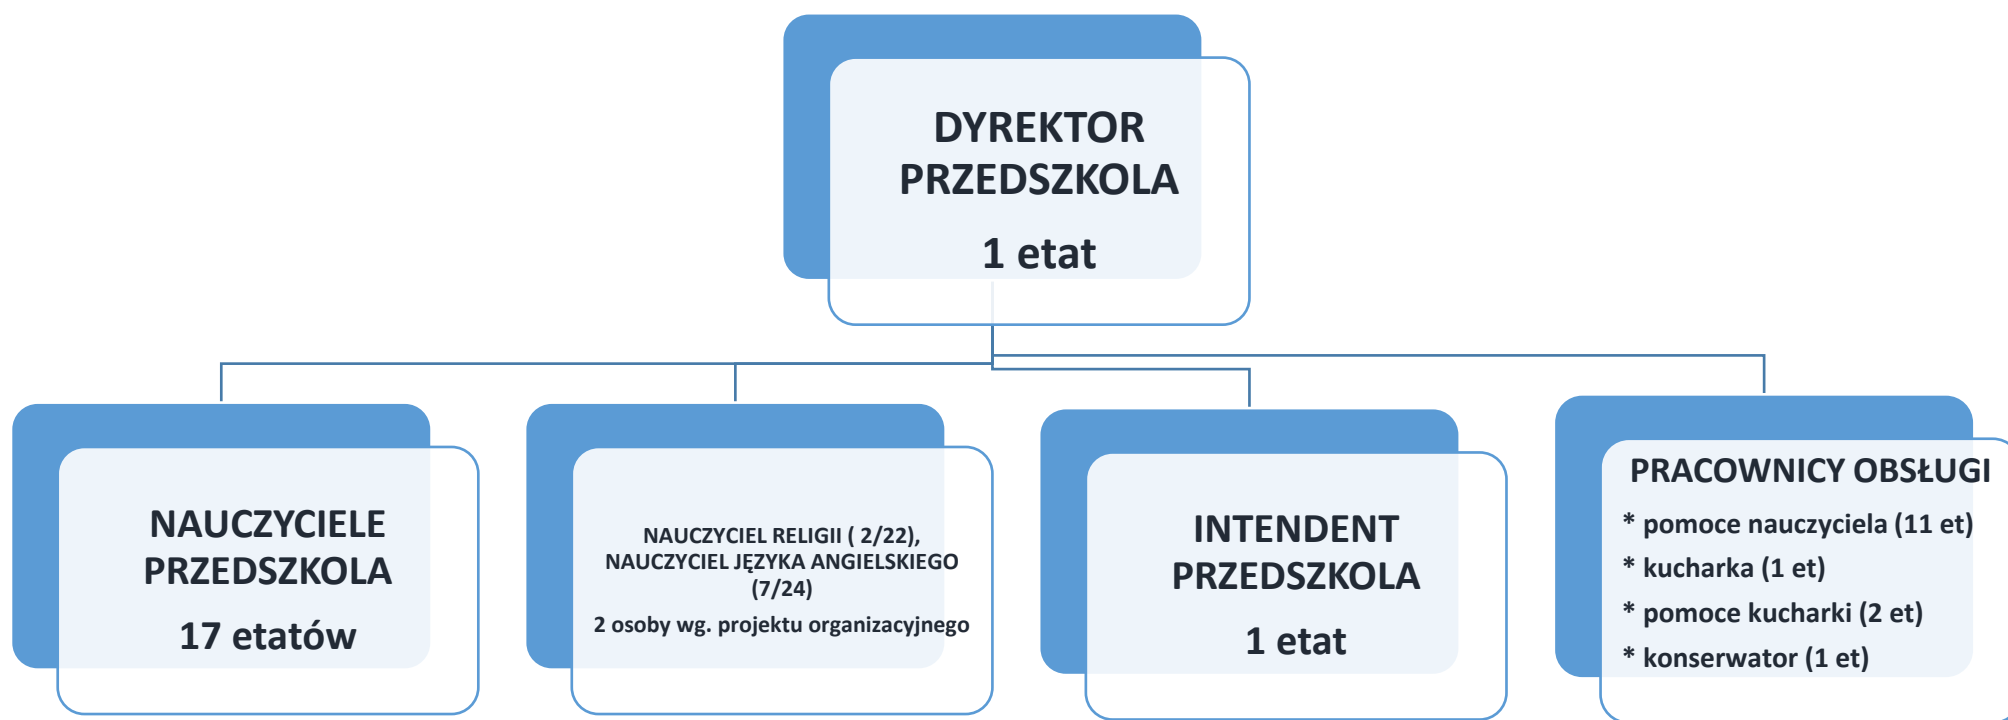 DYREKTOR
PRZEDSZKOLA
1 etat
NAUCZYCIELE
PRZEDSZKOLA
17 etatów
NAUCZYCIEL RELIGII ( 2/22),
NAUCZYCIEL JĘZYKA ANGIELSKIEGO
(7/24)
2 osoby wg. projektu organizacyjnego
INTENDENT
PRZEDSZKOLA
1 etat
PRACOWNICY OBSŁUGI
* pomoce nauczyciela (11 et)
* kucharka (1 et)
* pomoce kucharki (2 et)
* konserwator (1 et)